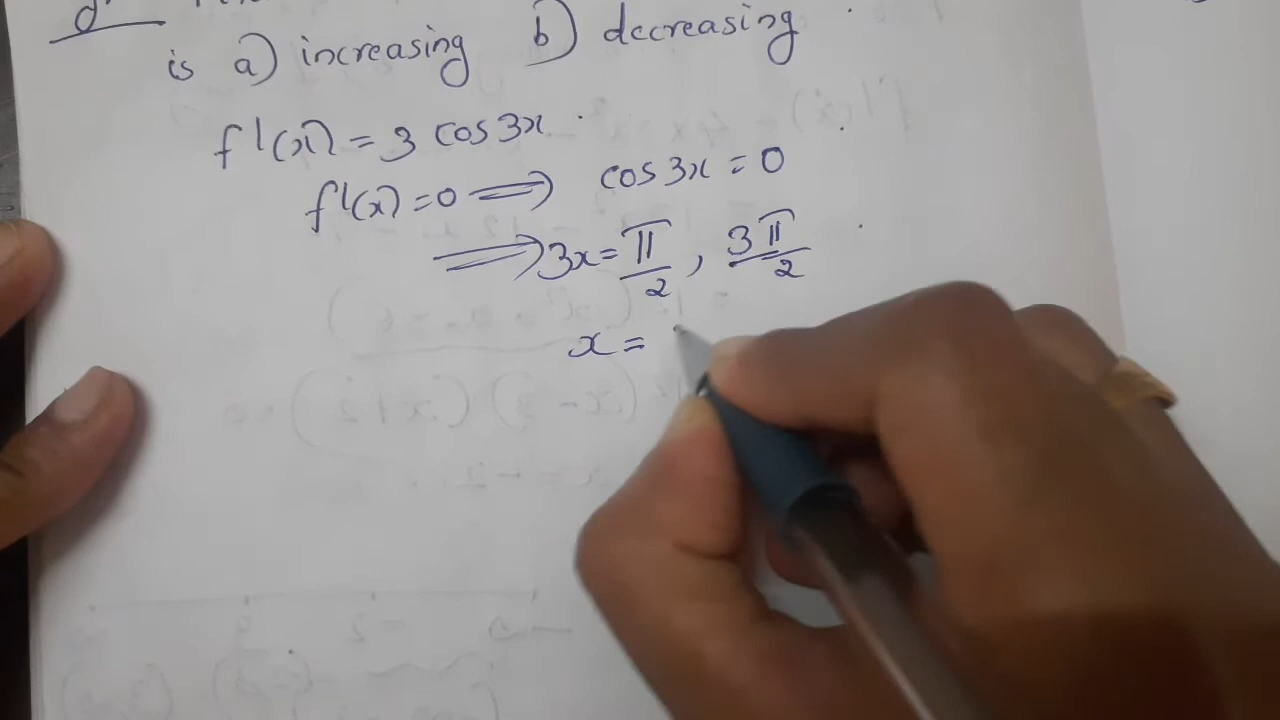 is a) increasing b) decreasing
f'(x) = 3 cos 3x
f'(x) = 0 ⟹ cos 3x = 0
⟹ 3x = π/2 , 3π/2
x =